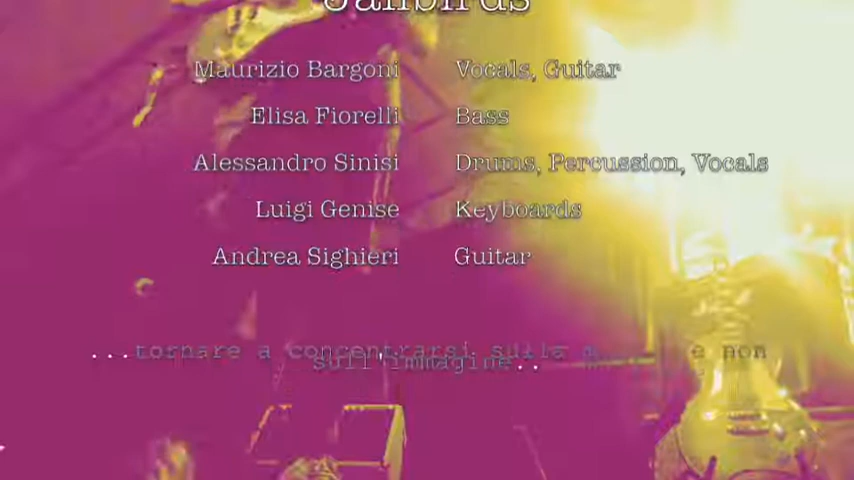 Jailbirds
Maurizio Bargoni Vocals, Guitar
Elisa Fiorelli Bass
Alessandro Sinisi Drums, Percussion, Vocals
Luigi Genise Keyboards
Andrea Sighieri Guitar
...tornare a concentrarsi sulla e non
sull'immagine..